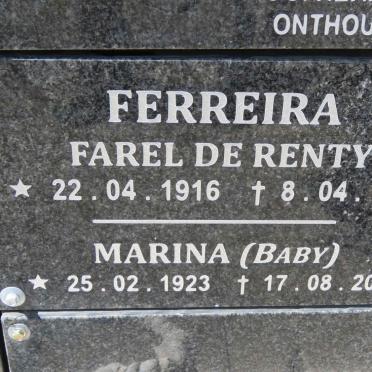 ONTHOU
FERREIRA
FAREL DE RENTY
★ 22.04.1916 † 8.04.
MARINA (BABY)
★ 25.02.1923 † 17.08.20